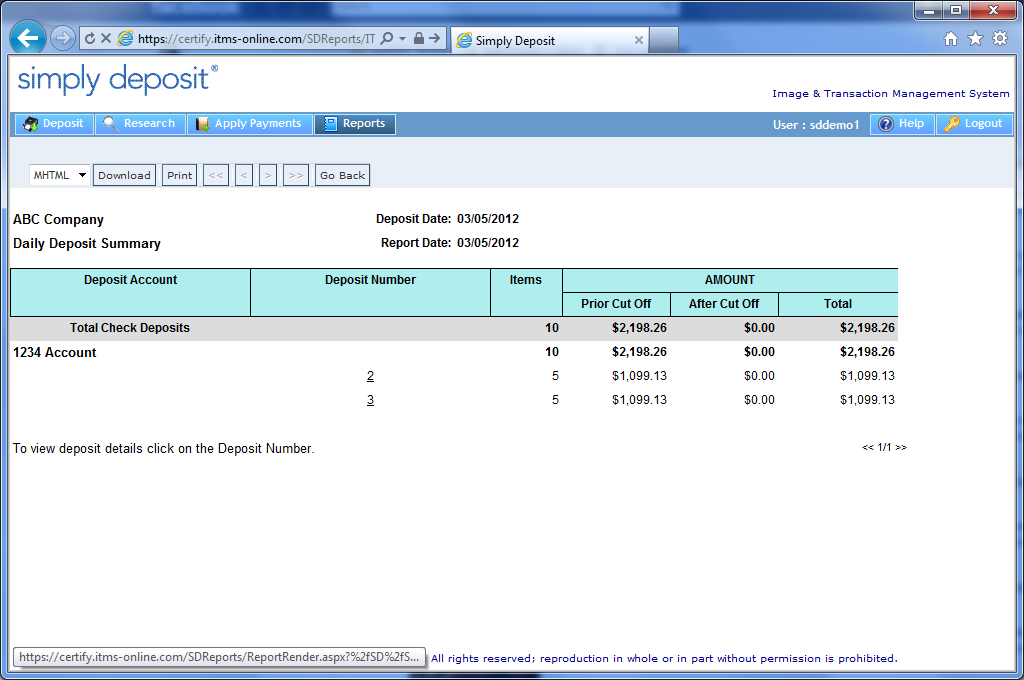 https://certify.itms-online.com/SDReports/IT
Simply Deposit
simply deposit®
Image & Transaction Management System
Deposit Research Apply Payments Reports User : sddemo1 Help Logout
MHTML Download Print << < > >> Go Back
ABC Company Deposit Date: 03/05/2012
Daily Deposit Summary Report Date: 03/05/2012
Deposit Account Deposit Number Items AMOUNT
Prior Cut Off After Cut Off Total
Total Check Deposits 10 $2,198.26 $0.00 $2,198.26
1234 Account 10 $2,198.26 $0.00 $2,198.26
2 5 $1,099.13 $0.00 $1,099.13
3 5 $1,099.13 $0.00 $1,099.13
To view deposit details click on the Deposit Number. << 1/1 >>
https://certify.itms-online.com/SDReports/ReportRender.aspx?%2fSD%2fS... All rights reserved; reproduction in whole or in part without permission is prohibited.